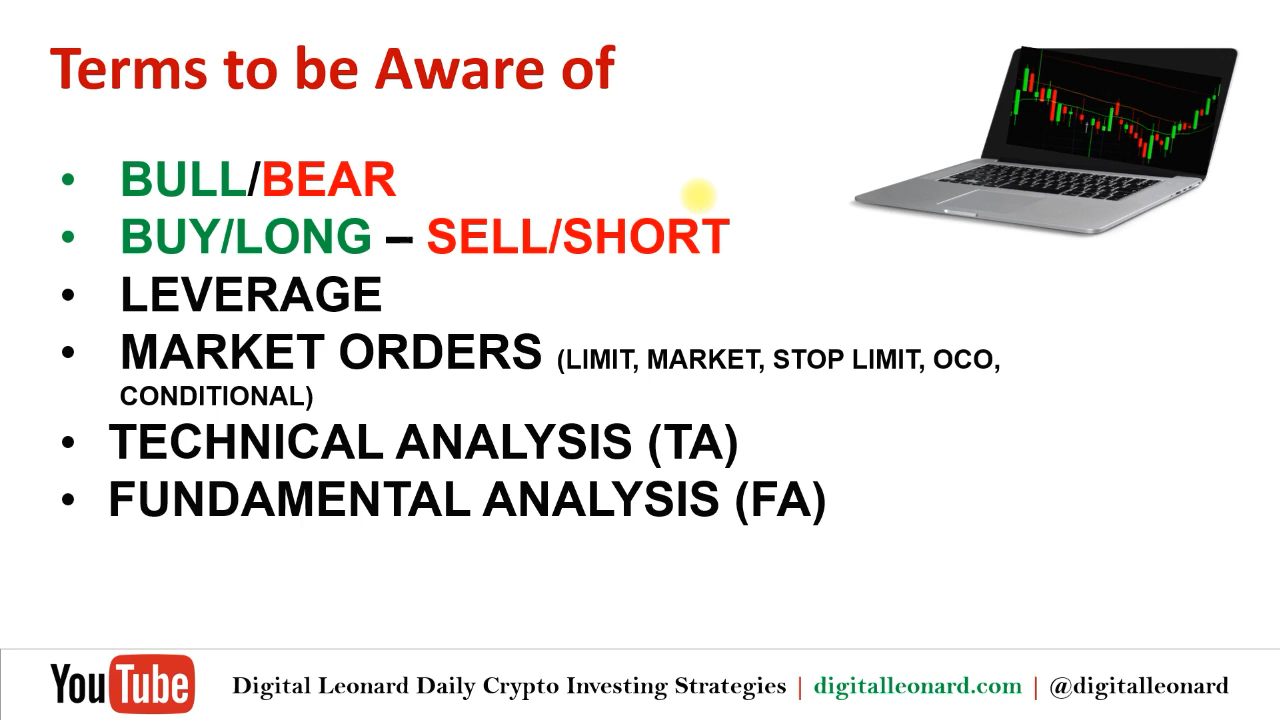 Terms to be Aware of
• BULL/BEAR
• BUY/LONG – SELL/SHORT
• LEVERAGE
• MARKET ORDERS (LIMIT, MARKET, STOP LIMIT, OCO,
CONDITIONAL)
• TECHNICAL ANALYSIS (TA)
• FUNDAMENTAL ANALYSIS (FA)
YouTube Digital Leonard Daily Crypto Investing Strategies | digitalleonard.com | @digitalleonard